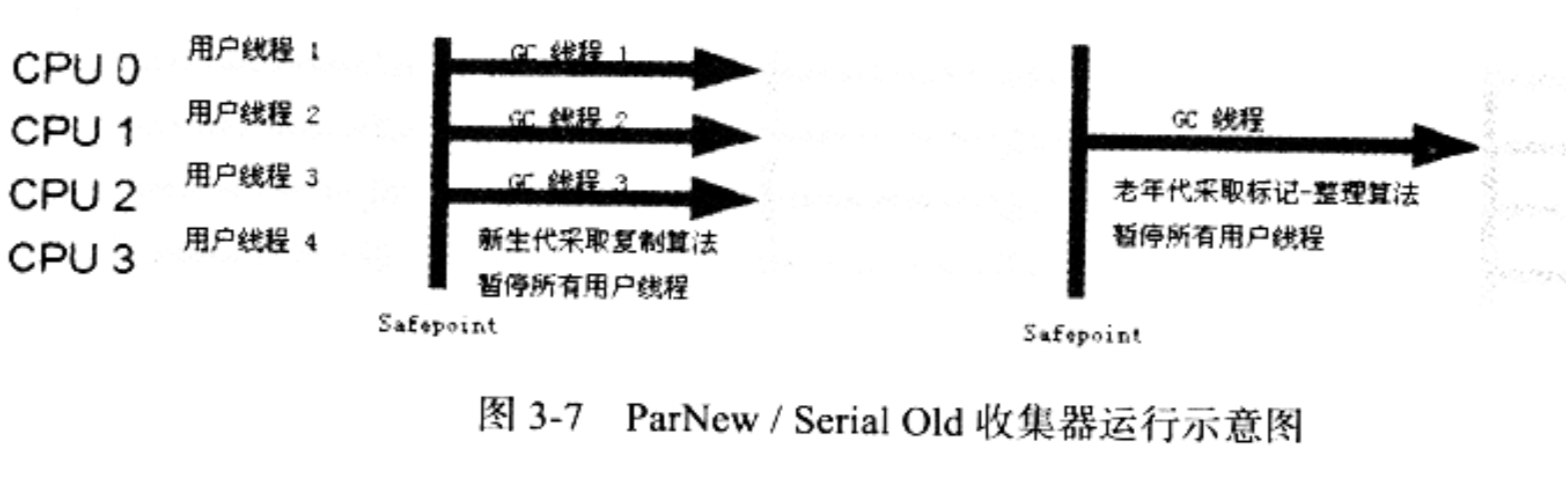 CPU 0 用户线程 1 GC 线程 1
CPU 1 用户线程 2 GC 线程 2 GC 线程
CPU 2 用户线程 3 GC 线程 3 老年代采取标记-整理算法
CPU 3 用户线程 4 新生代采取复制算法 暂停所有用户线程
暂停所有用户线程
Safepoint Safepoint
图 3-7 ParNew / Serial Old 收集器运行示意图